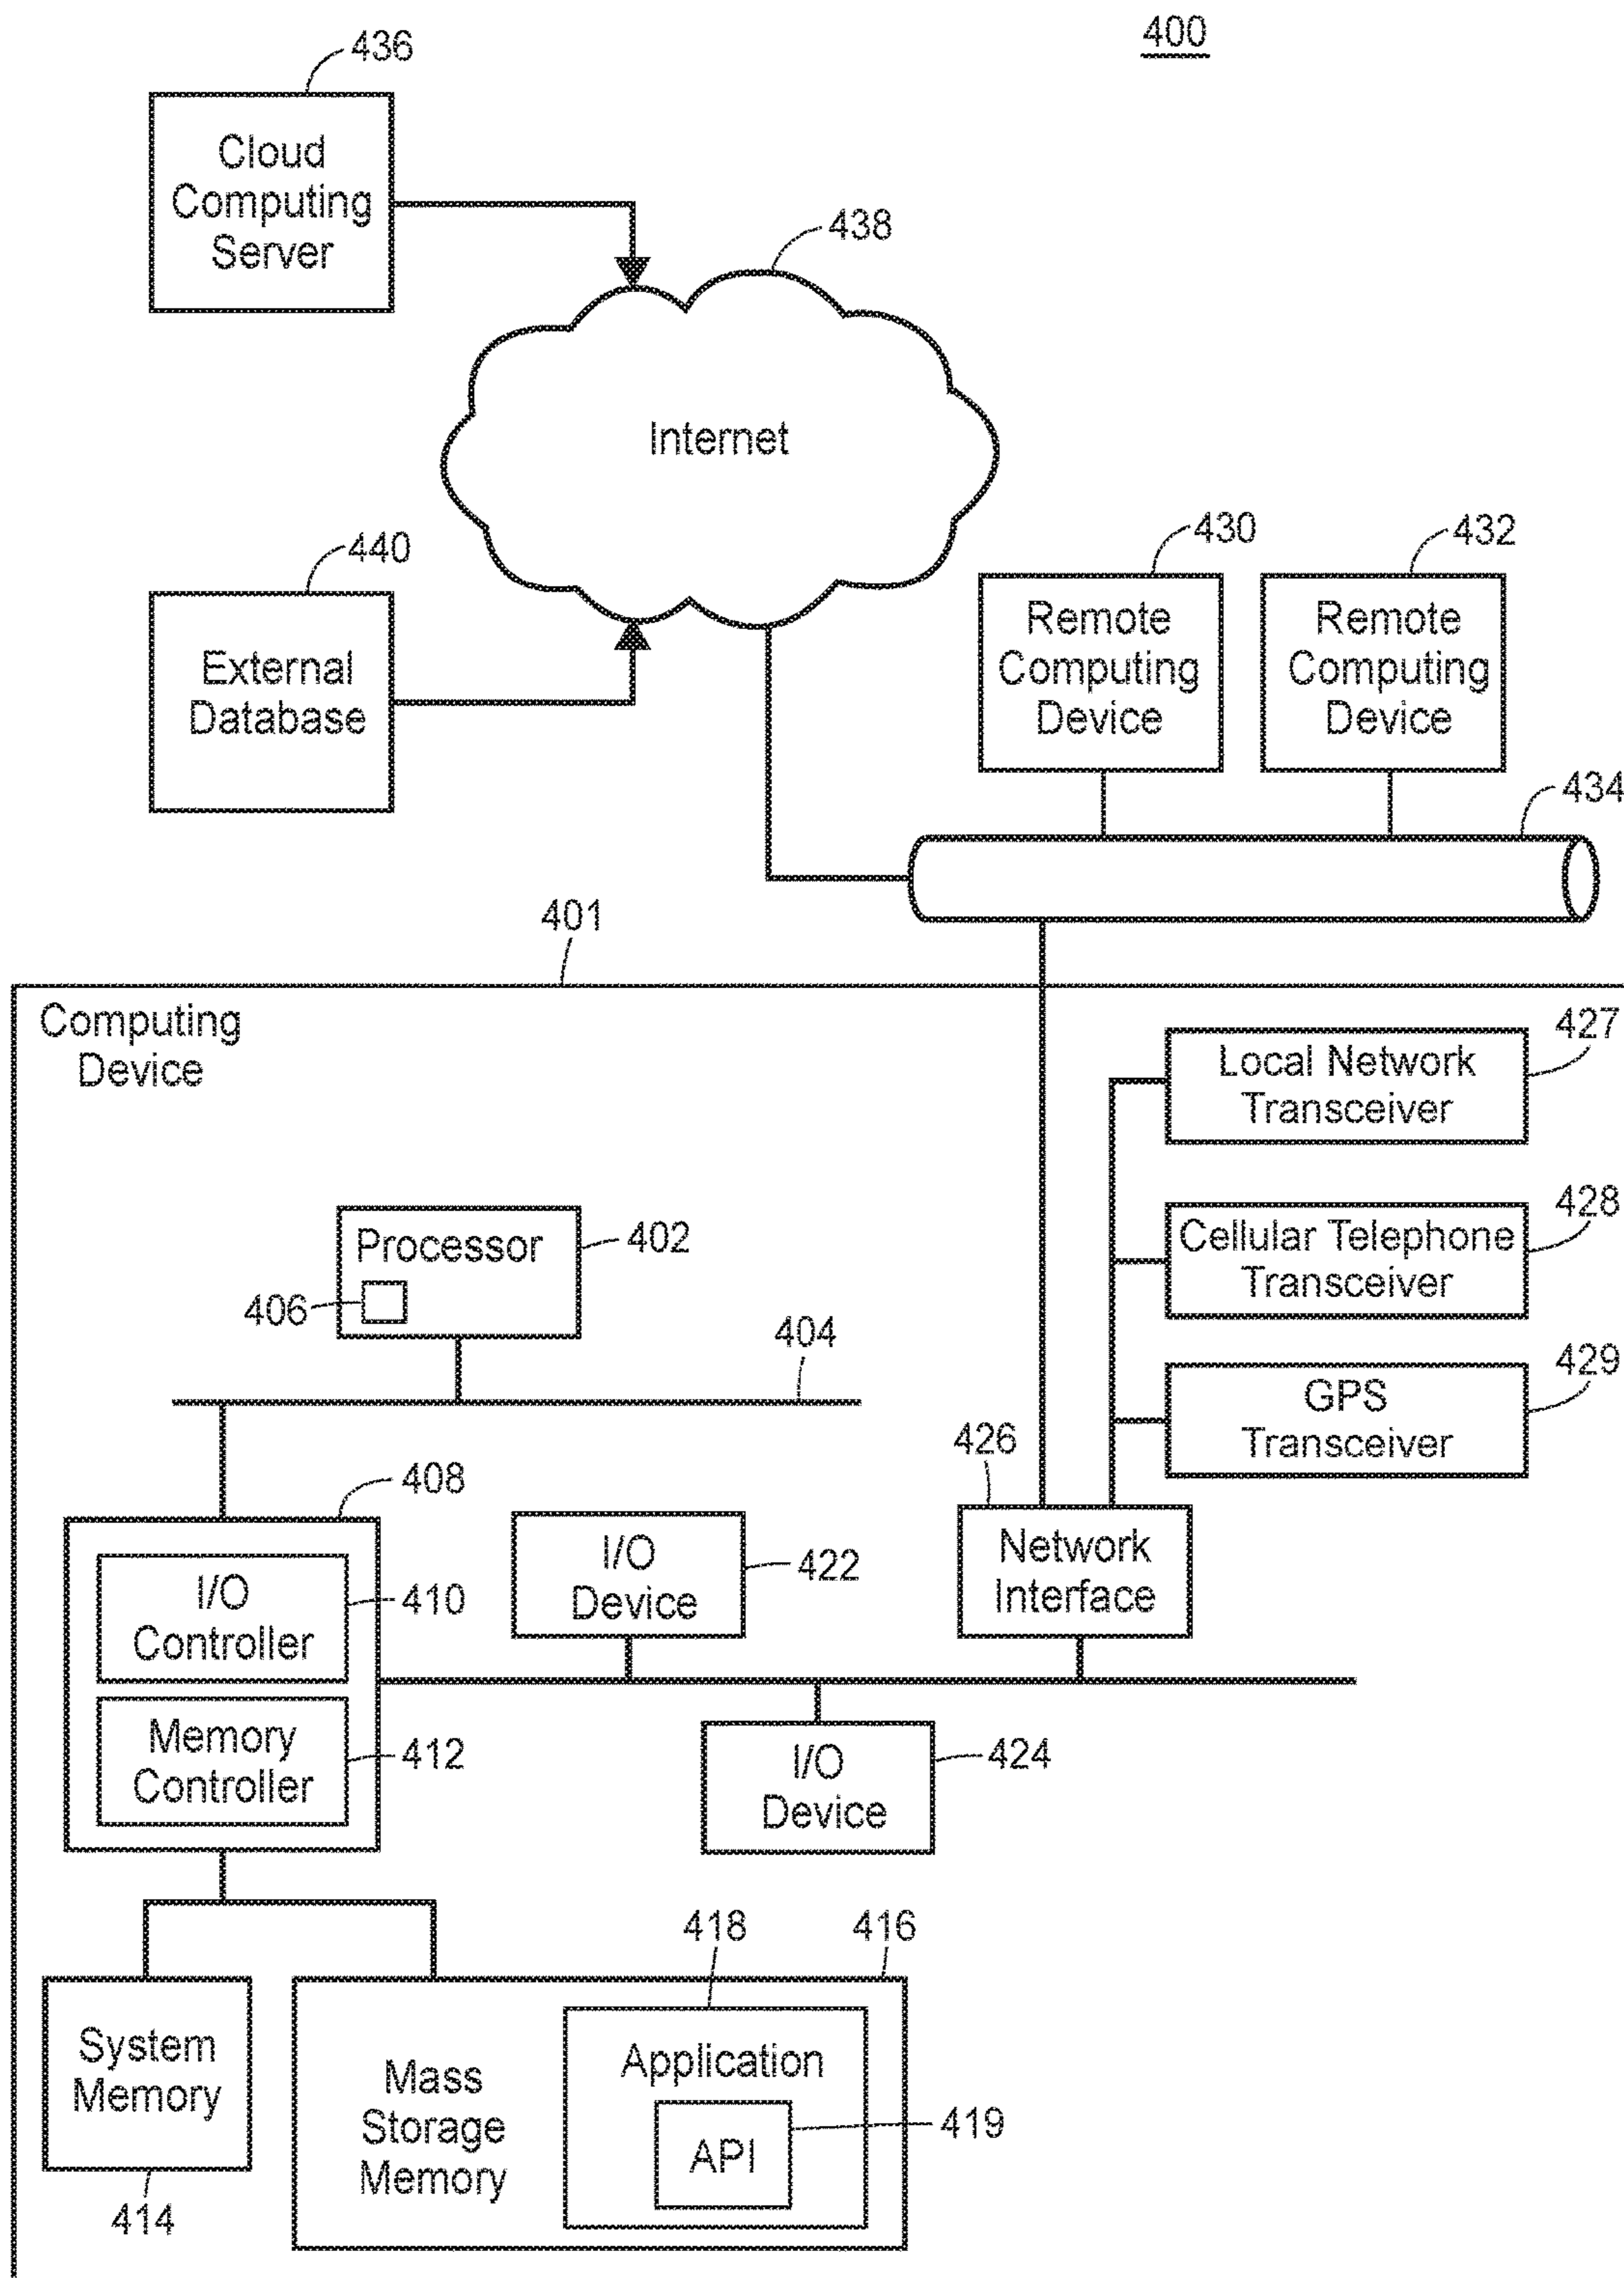 400
436
Cloud
Computing
Server
438
Internet
440
External
Database
430
Remote
Computing
Device
432
Remote
Computing
Device
434
401
Computing
Device
427
Local Network
Transceiver
428
Cellular Telephone
Transceiver
429
GPS
Transceiver
Processor
402
406
404
426
Network
Interface
408
I/O
Controller
410
Memory
Controller
412
I/O
Device
422
I/O
Device
424
418
416
System
Memory
414
Mass
Storage
Memory
Application
API
419